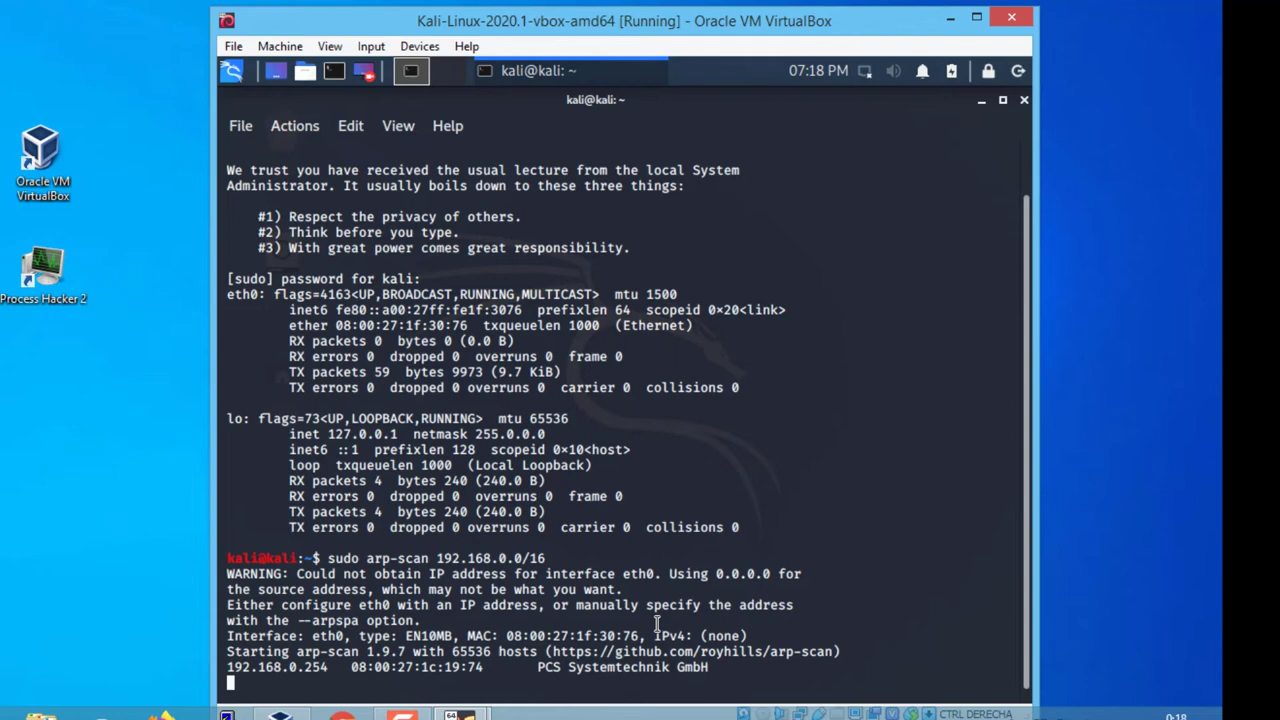 Kali-Linux-2020.1-vbox-amd64 [Running] - Oracle VM VirtualBox
File Machine View Input Devices Help
kali@kali: ~
07:18 PM
kali@kali: ~
File Actions Edit View Help
Oracle VM
VirtualBox
Process Hacker 2
We trust you have received the usual lecture from the local System
Administrator. It usually boils down to these three things:
#1) Respect the privacy of others.
#2) Think before you type.
#3) With great power comes great responsibility.
[sudo] password for kali:
eth0: flags=4163<UP,BROADCAST,RUNNING,MULTICAST> mtu 1500
inet6 fe80::a00:27ff:fe1f:3076 prefixlen 64 scopeid 0×20<link>
ether 08:00:27:1f:30:76 txqueuelen 1000 (Ethernet)
RX packets 0 bytes 0 (0.0 B)
RX errors 0 dropped 0 overruns 0 frame 0
TX packets 59 bytes 9973 (9.7 KiB)
TX errors 0 dropped 0 overruns 0 carrier 0 collisions 0
lo: flags=73<UP,LOOPBACK,RUNNING> mtu 65536
inet 127.0.0.1 netmask 255.0.0.0
inet6 ::1 prefixlen 128 scopeid 0×10<host>
loop txqueuelen 1000 (Local Loopback)
RX packets 4 bytes 240 (240.0 B)
RX errors 0 dropped 0 overruns 0 frame 0
TX packets 4 bytes 240 (240.0 B)
TX errors 0 dropped 0 overruns 0 carrier 0 collisions 0
kali@kali:~$ sudo arp-scan 192.168.0.0/16
WARNING: Could not obtain IP address for interface eth0. Using 0.0.0.0 for
the source address, which may not be what you want.
Either configure eth0 with an IP address, or manually specify the address
with the --arpspa option.
Interface: eth0, type: EN10MB, MAC: 08:00:27:1f:30:76, IPv4: (none)
Starting arp-scan 1.9.7 with 65536 hosts (https://github.com/royhills/arp-scan)
192.168.0.254 08:00:27:1c:19:74 PCS Systemtechnik GmbH
CTRL DERECHA
64
0:18